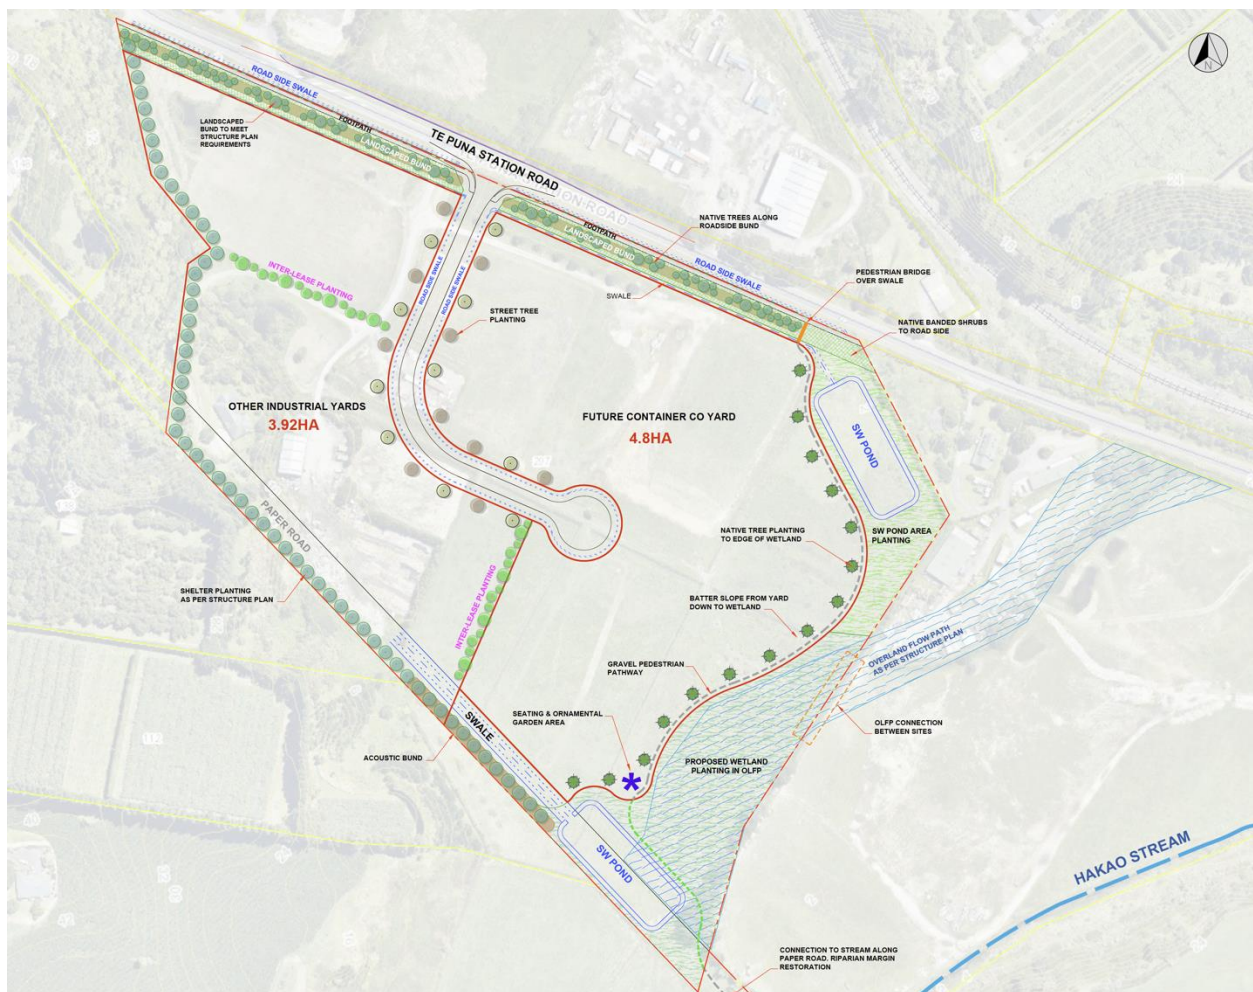 N
ROAD SIDE SWALE
LANDSCAPED
BUND TO MEET
STRUCTURE PLAN
REQUIREMENTS
FOOTPATH
LANDSCAPED BUND
TE PUNA STATION ROAD
NATIVE TREES ALONG
ROADSIDE BUND
FOOTPATH
LANDSCAPED BUND
ROAD SIDE SWALE
PEDESTRIAN BRIDGE
OVER SWALE
INTER-LEASE PLANTING
ROAD SIDE SWALE
ROAD SIDE SWALE
SWALE
STREET TREE
PLANTING
NATIVE BANDED SHRUBS
TO ROAD SIDE
OTHER INDUSTRIAL YARDS
3.92HA
FUTURE CONTAINER CO YARD
4.8HA
SW POND
PAPER ROAD
NATIVE TREE PLANTING
TO EDGE OF WETLAND
SW POND AREA
PLANTING
SHELTER PLANTING
AS PER STRUCTURE PLAN
INTER-LEASE PLANTING
BATTER SLOPE FROM YARD
DOWN TO WETLAND
OVERLAND FLOW PATH
AS PER STRUCTURE PLAN
GRAVEL PEDESTRIAN
PATHWAY
SEATING & ORNAMENTAL
GARDEN AREA
SWALE
OLFP CONNECTION
BETWEEN SITES
ACOUSTIC BUND
PROPOSED WETLAND
PLANTING IN OLFP
112
SW POND
HAKAO STREAM
CONNECTION TO STREAM ALONG
PAPER ROAD. RIPARIAN MARGIN
RESTORATION